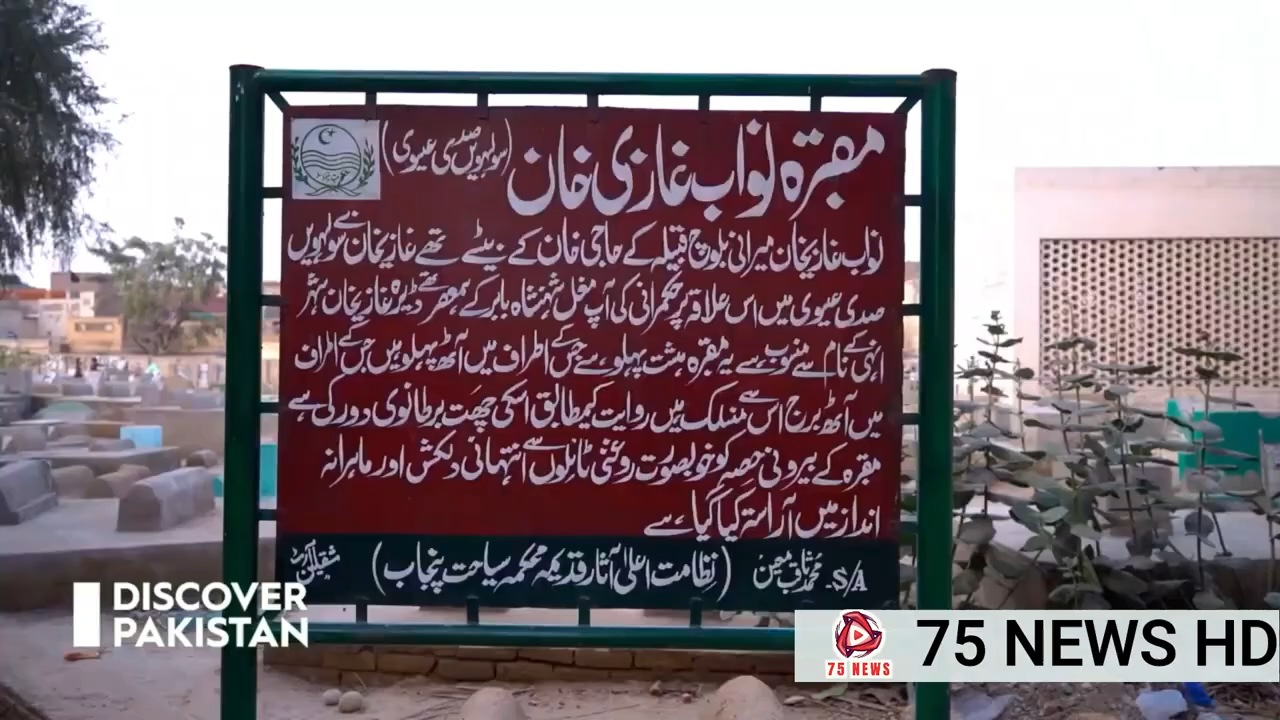 مقبرہ نواب غازی خان (سولہویں صدی عیسوی)
نواب غازیخان میرانی بلوچ قبیلہ کے حاجی خان کے بیٹے تھے غازیخان نے سولہویں
صدی عیسوی میں اس علاقہ پر حکمرانی کی آپ مغل شہنشاہ بابر کے ہمعصر تھے ڈیرہ غازیخان شہر
انہی کے نام سے منسوب ہے یہ مقبرہ ہشت پہلو ہے جس کے اطراف میں آٹھ پہلو ہیں جس کے اطراف
میں آٹھ برج اس سے منسلک ہیں روایت کیمطابق اسکی چھت برطانوی دور کی ہے
مقبرہ کے بیرونی حصہ کو خوبصورت روغنی ٹائلوں سے انتہائی دلکش اور ماہرانہ
انداز میں آراستہ کیا گیا ہے
S/A- محمد ثاقب (نظامت اعلیٰ آثار قدیمہ محکمہ سیاحت پنجاب)
DISCOVER
PAKISTAN
75 NEWS
75 NEWS HD